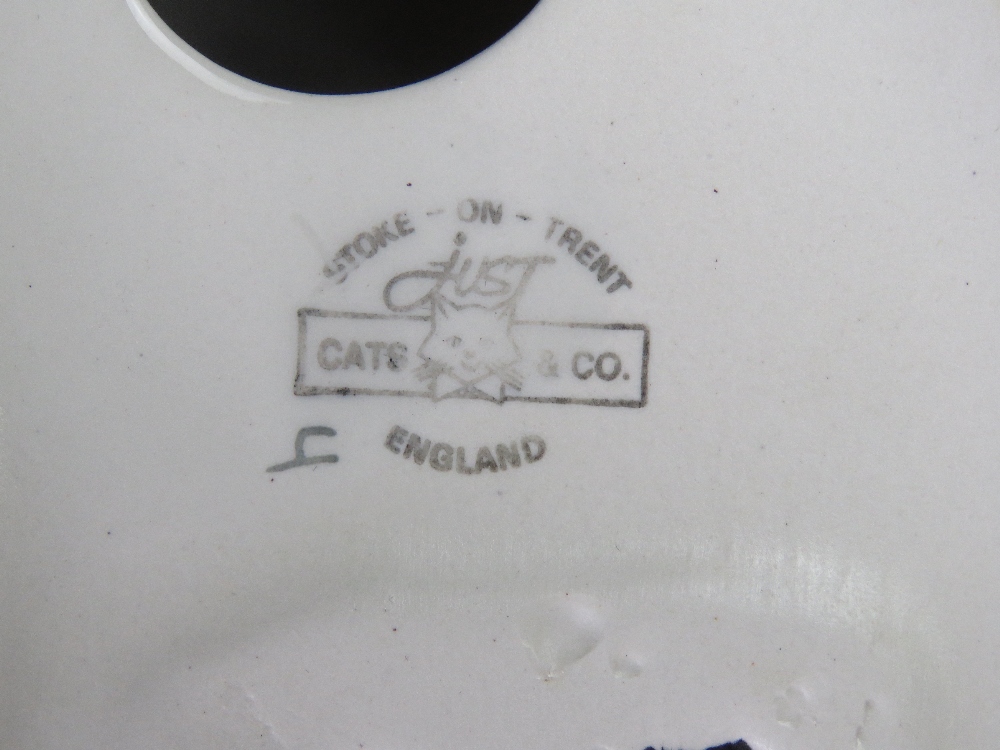 STOKE - ON - TRENT
just
CATS & CO.
ENGLAND